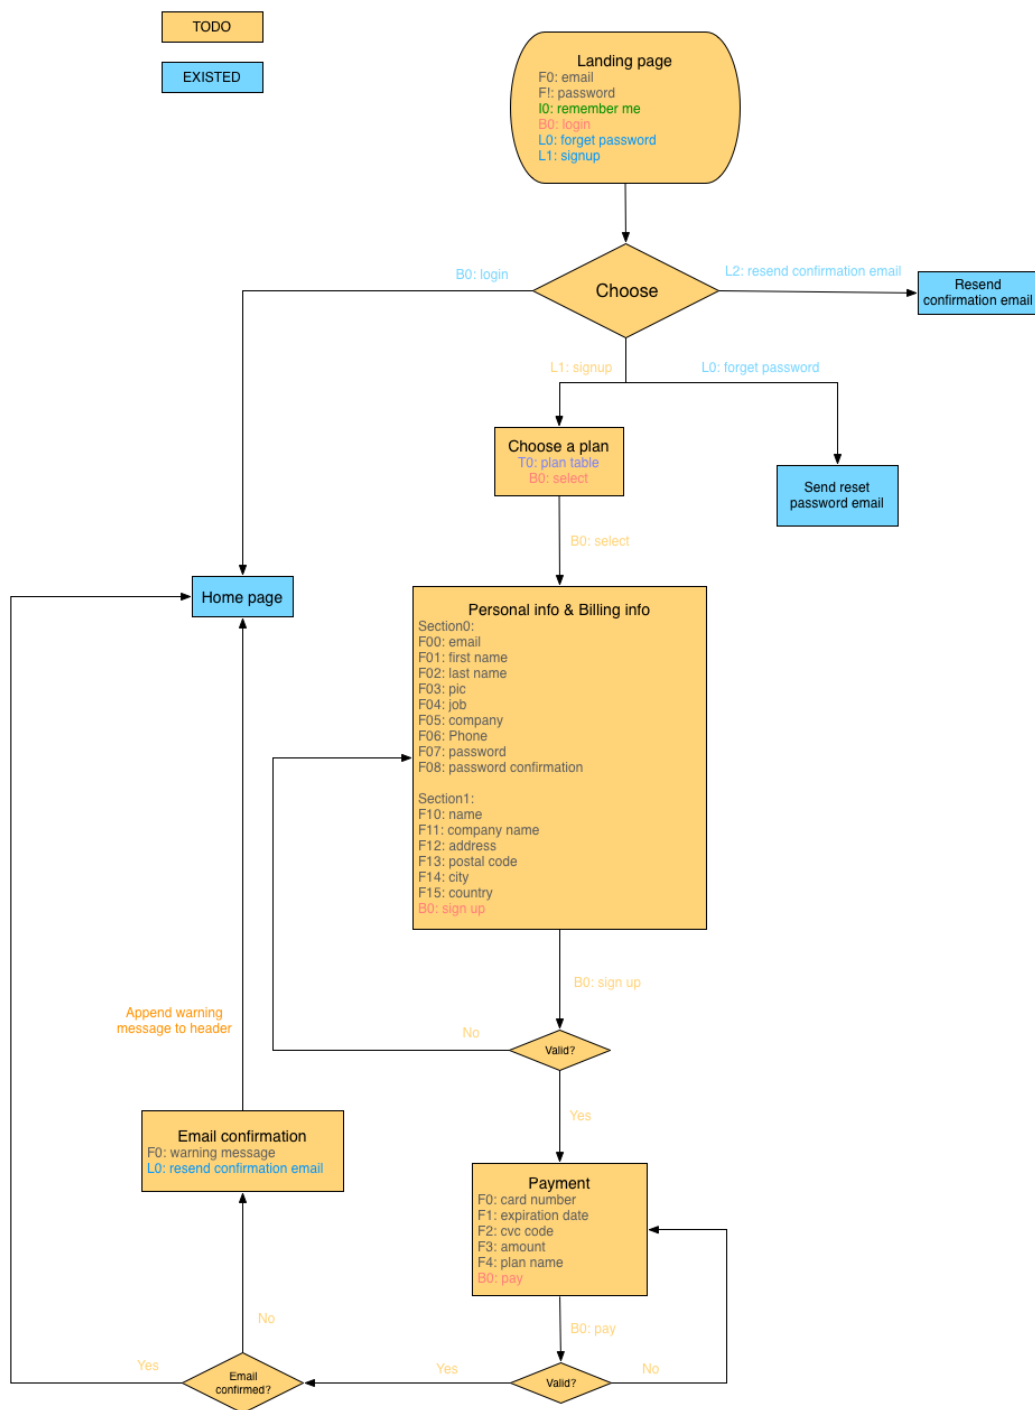 TODO
EXISTED
Landing page
F0: email
F!: password
I0: remember me
B0: login
L0: forget password
L1: signup
B0: login
L2: resend confirmation email
Choose
Resend
confirmation email
L1: signup
L0: forget password
Choose a plan
T0: plan table
B0: select
Send reset
password email
B0: select
Home page
Personal info & Billing info
Section0:
F00: email
F01: first name
F02: last name
F03: pic
F04: job
F05: company
F06: Phone
F07: password
F08: password confirmation
Section1:
F10: name
F11: company name
F12: address
F13: postal code
F14: city
F15: country
B0: sign up
B0: sign up
Append warning
message to header
No
Valid?
Yes
Email confirmation
F0: warning message
L0: resend confirmation email
Payment
F0: card number
F1: expiration date
F2: cvc code
F3: amount
F4: plan name
B0: pay
No
B0: pay
Yes
Email
confirmed?
Yes
Valid?
No